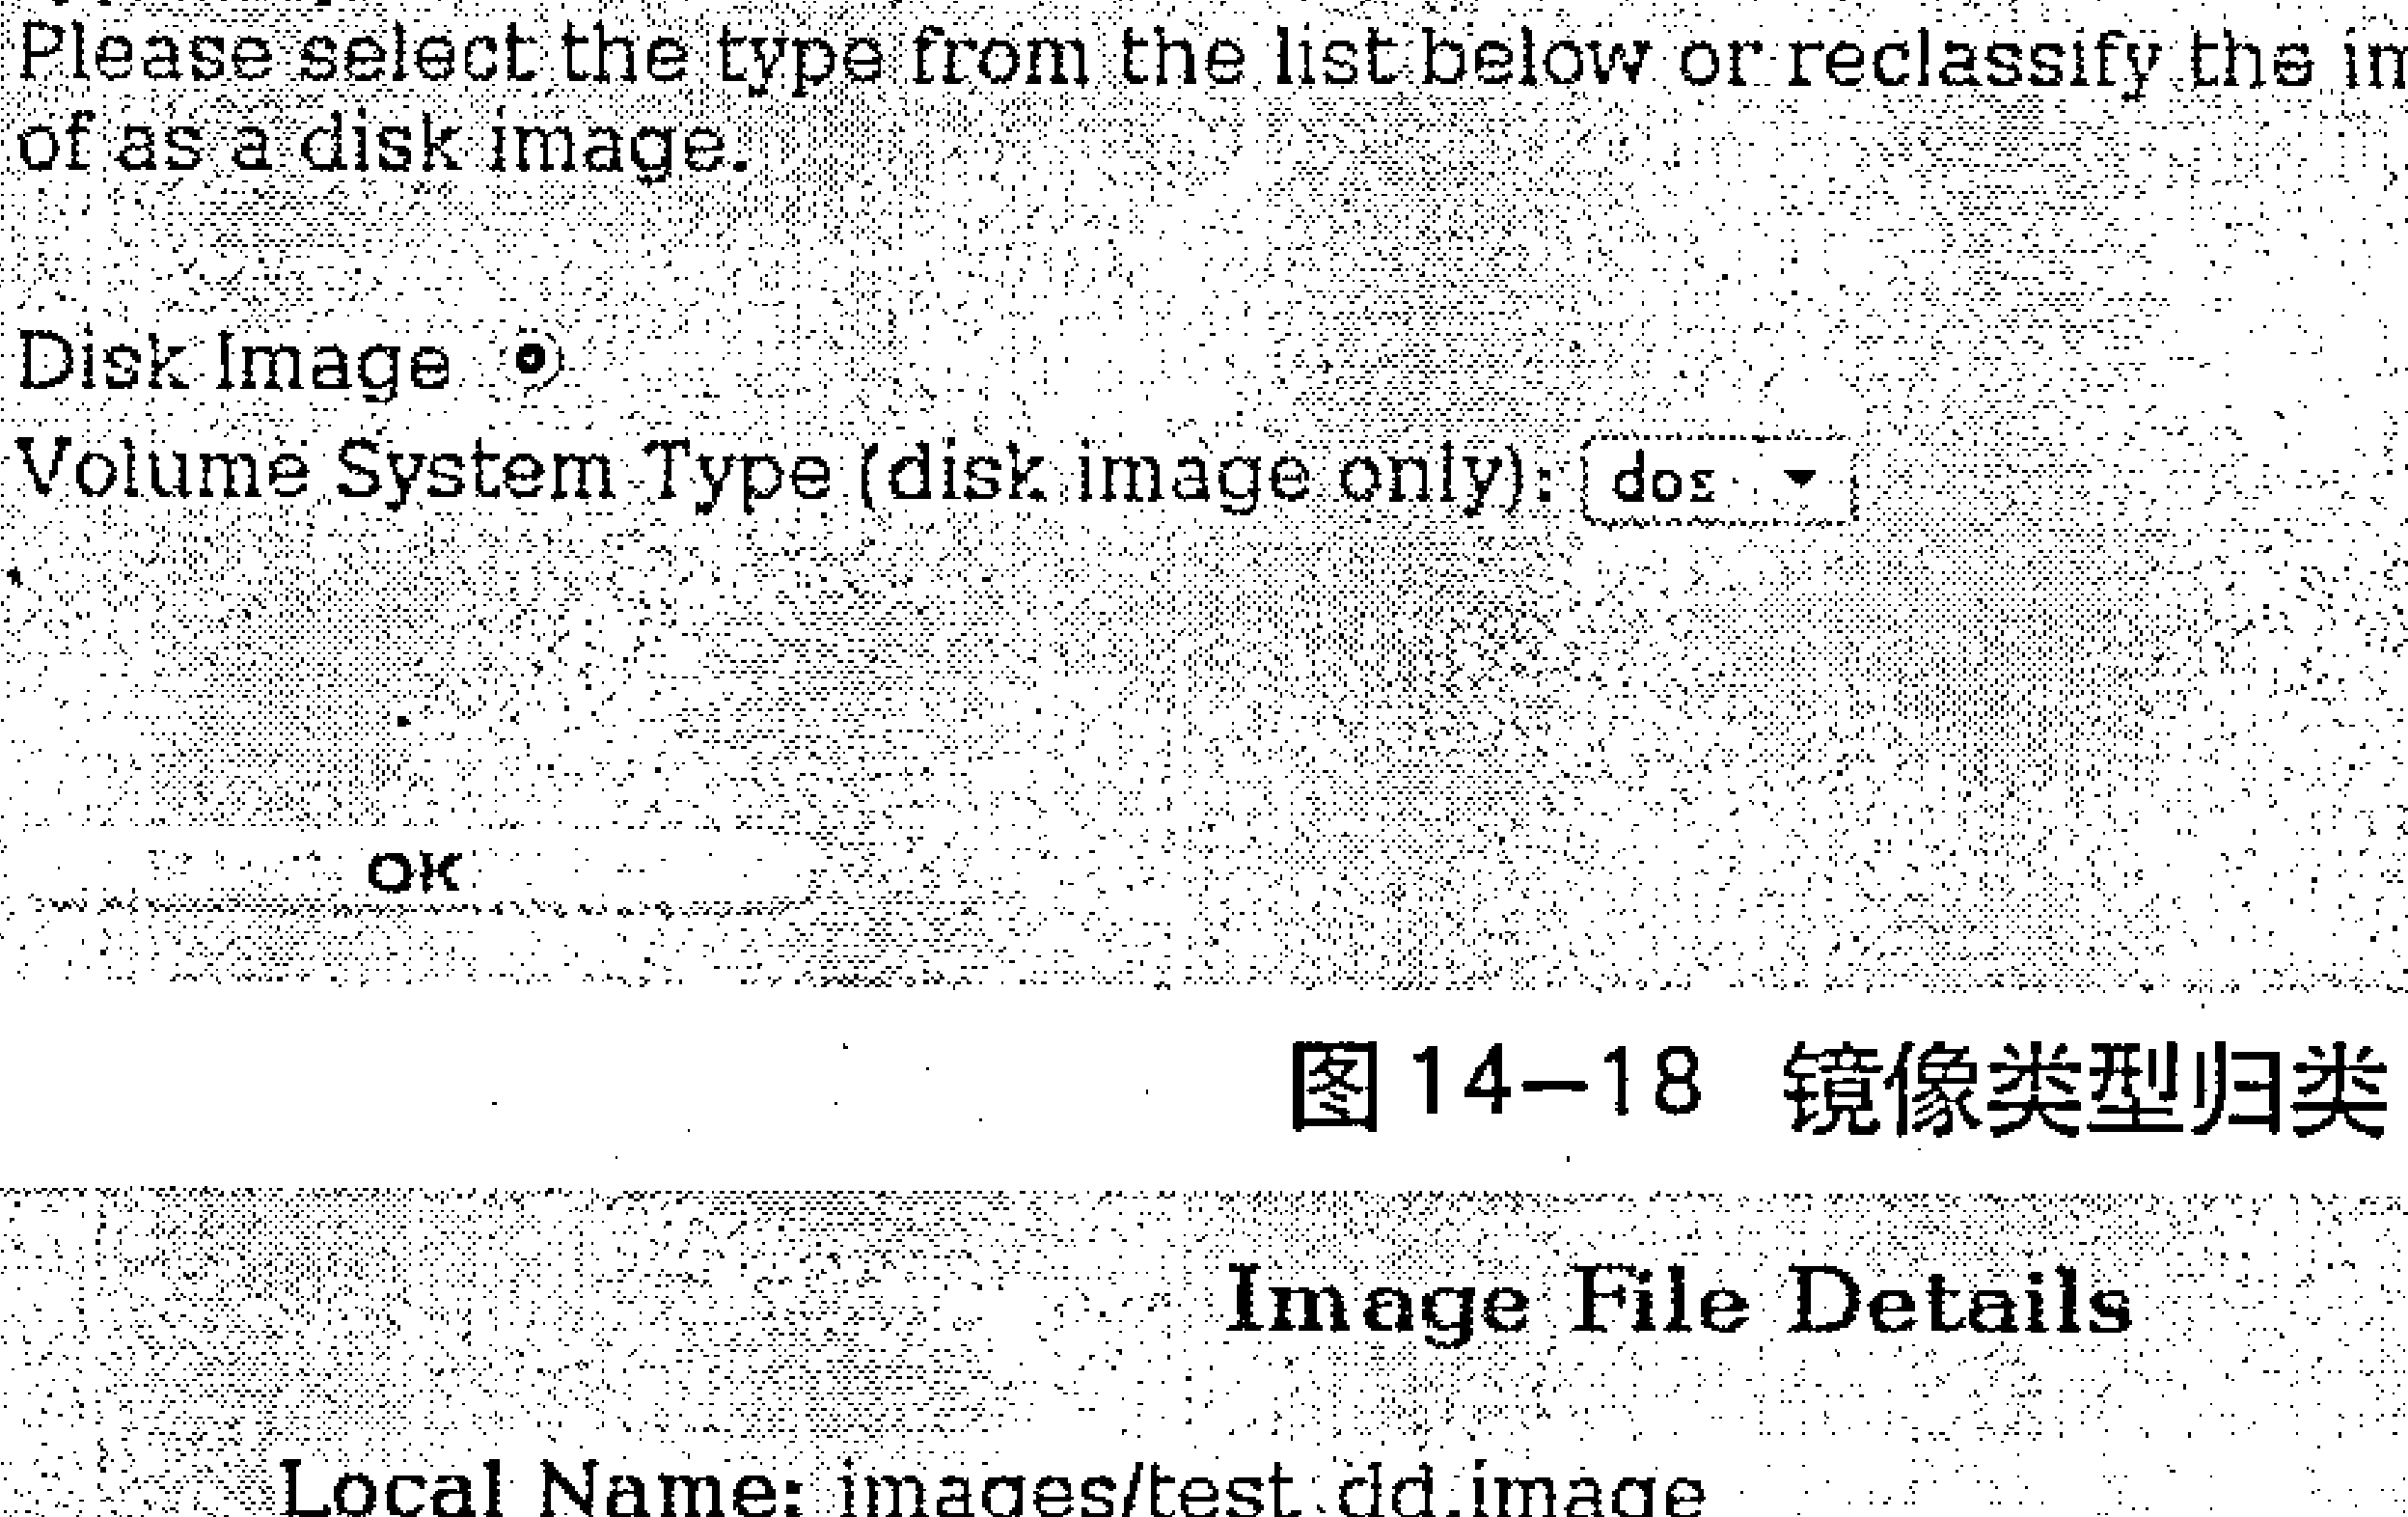 Please select the type from the list below or reclassify the
of as a disk image.
Disk Image
Volume System Type (disk image only): dos
OK
图14-18 镜像类型归类
Image File Details
Local Name: images/test dd.image